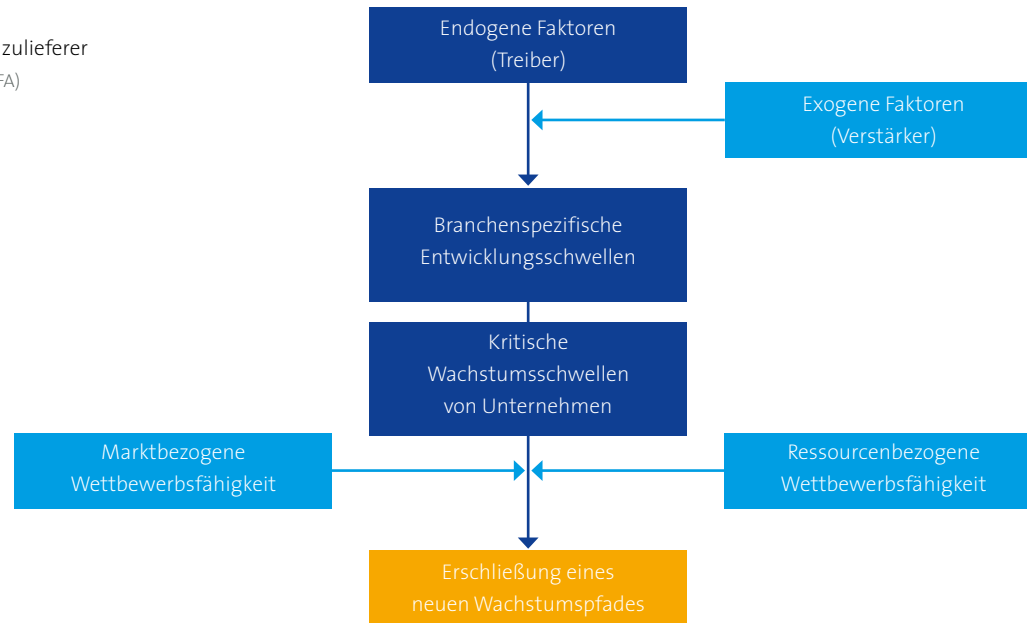 Endogene Faktoren
(Treiber)
zulieferer
FA)
Exogene Faktoren
(Verstärker)
Branchenspezifische
Entwicklungsschwellen
Kritische
Wachstumsschwellen
von Unternehmen
Marktbezogene
Wettbewerbsfähigkeit
Ressourcenbezogene
Wettbewerbsfähigkeit
Erschließung eines
neuen Wachstumspfades